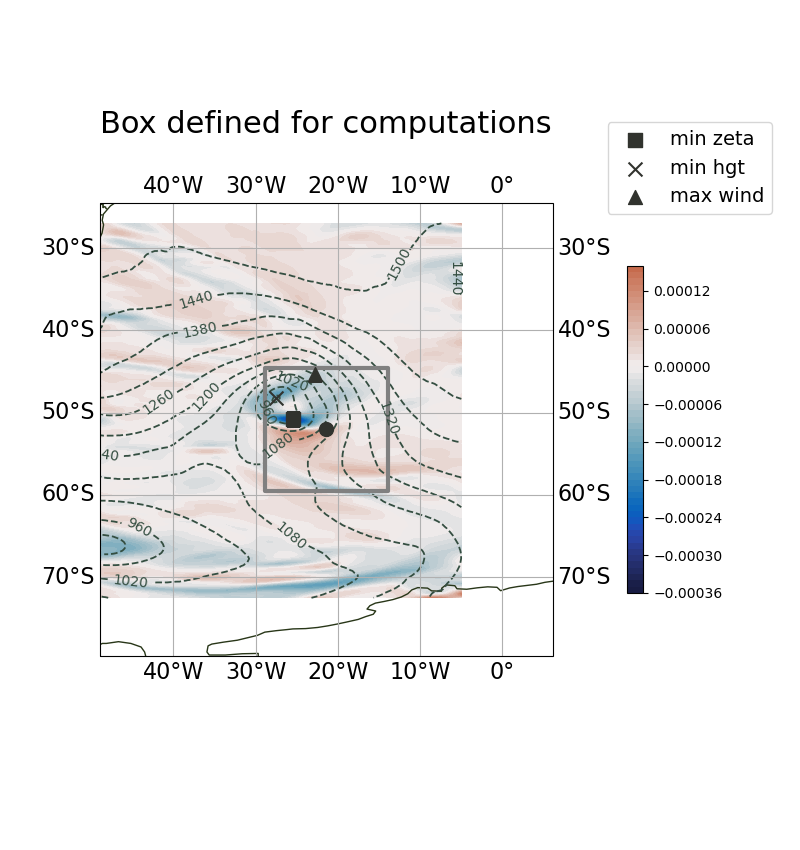 Box defined for computations
min zeta
min hgt
max wind
40°W 30°W 20°W 10°W 0°
30°S 30°S
40°S 40°S
50°S 50°S
60°S 60°S
70°S 70°S
1500
1440
1440
1380
1260
1200
1020
960
1320
1080
40
960
1080
1020
40°W 30°W 20°W 10°W 0°
0.00012
0.00006
0.00000
−0.00006
−0.00012
−0.00018
−0.00024
−0.00030
−0.00036